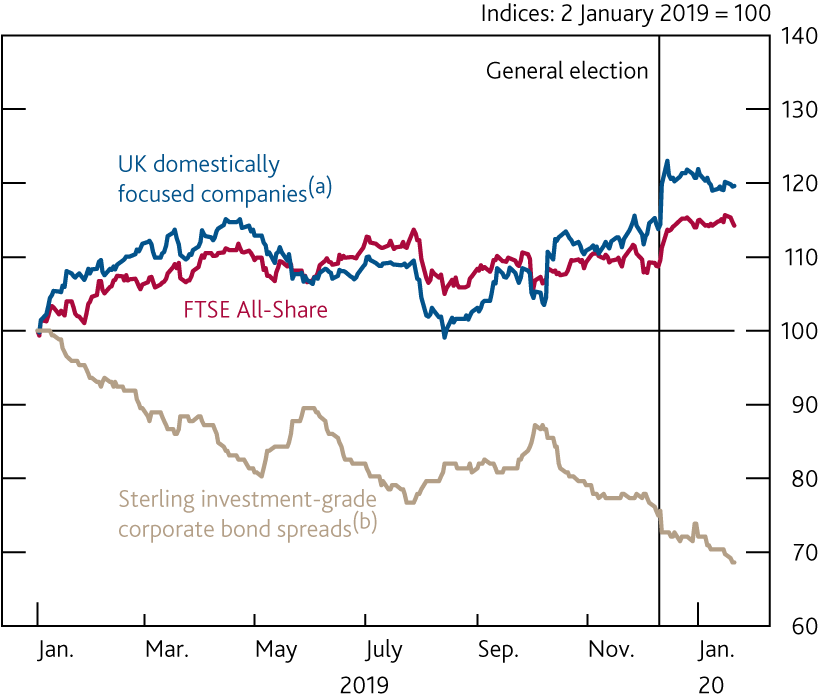 Indices: 2 January 2019 = 100
140
General election
130
UK domestically
focused companies(a)
120
110
FTSE All-Share
100
90
80
Sterling investment-grade
corporate bond spreads(b)
70
60
Jan. Mar. May July Sep. Nov. Jan.
2019 20